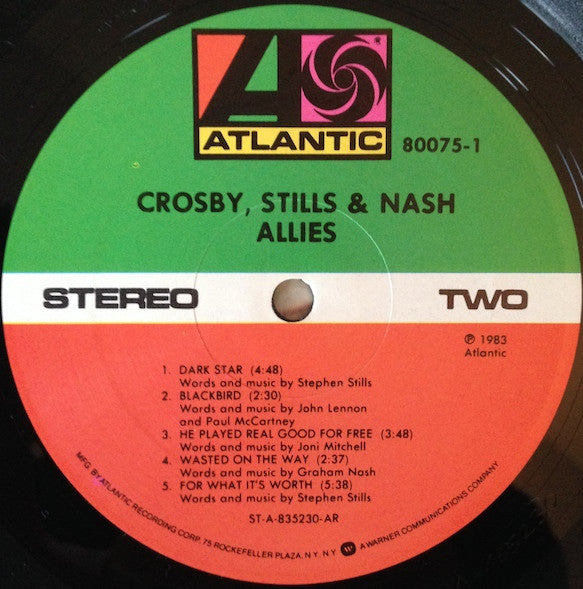 ATLANTIC
80075-1
CROSBY, STILLS & NASH
ALLIES
STEREO
TWO
℗ 1983
Atlantic
1. DARK STAR (4:48)
Words and music by Stephen Stills
2. BLACKBIRD (2:30)
Words and music by John Lennon
and Paul McCartney
3. HE PLAYED REAL GOOD FOR FREE (3:48)
Words and music by Joni Mitchell
4. WASTED ON THE WAY (2:37)
Words and music by Graham Nash
5. FOR WHAT IT'S WORTH (5:38)
Words and music by Stephen Stills
ST-A-835230-AR
MFG. BY ATLANTIC RECORDING CORP. 75 ROCKEFELLER PLAZA, N.Y. N.Y. A WARNER COMMUNICATIONS COMPANY